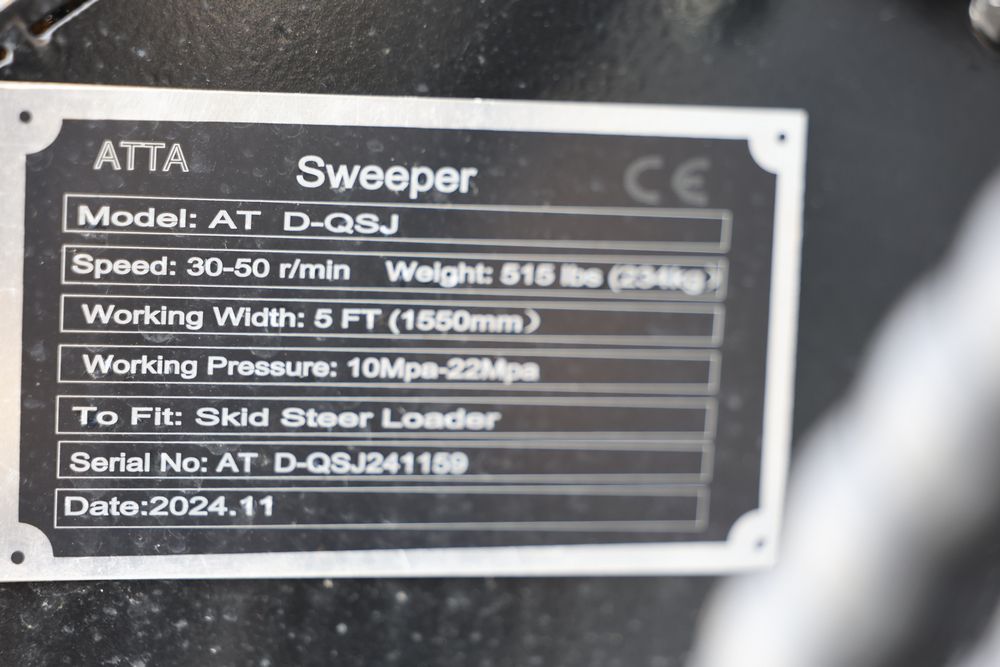 ATTA
Sweeper
CE
Model: AT D-QSJ
Speed: 30-50 r/min Weight: 515 lbs (234kg)
Working Width: 5 FT (1550mm)
Working Pressure: 10Mpa-22Mpa
To Fit: Skid Steer Loader
Serial No: AT D-QSJ241159
Date:2024.11